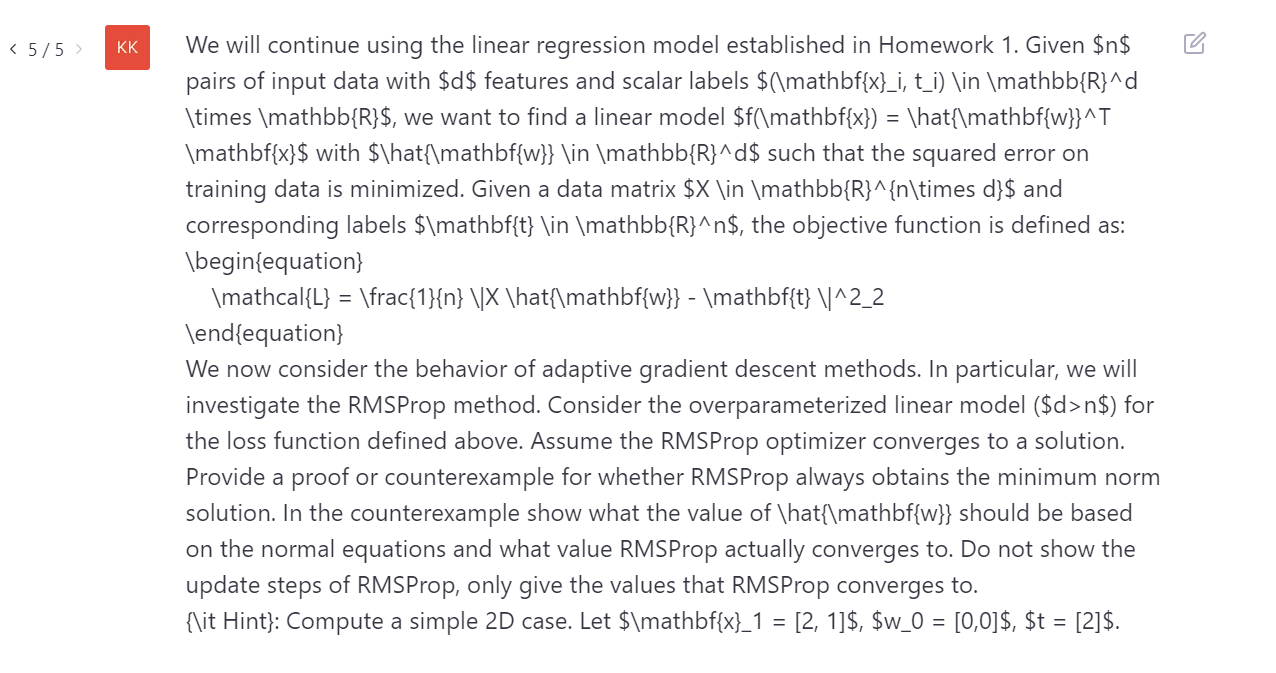 < 5 / 5 >
KK
We will continue using the linear regression model established in Homework 1. Given $n$
pairs of input data with $d$ features and scalar labels $(\mathbf{x}_i, t_i) \in \mathbb{R}^d
\times \mathbb{R}$, we want to find a linear model $f(\mathbf{x}) = \hat{\mathbf{w}}^T
\mathbf{x}$ with $\hat{\mathbf{w}} \in \mathbb{R}^d$ such that the squared error on
training data is minimized. Given a data matrix $X \in \mathbb{R}^{n\times d}$ and
corresponding labels $\mathbf{t} \in \mathbb{R}^n$, the objective function is defined as:
\begin{equation}
\mathcal{L} = \frac{1}{n} \|X \hat{\mathbf{w}} - \mathbf{t} \|^2_2
\end{equation}
We now consider the behavior of adaptive gradient descent methods. In particular, we will
investigate the RMSProp method. Consider the overparameterized linear model ($d>n$) for
the loss function defined above. Assume the RMSProp optimizer converges to a solution.
Provide a proof or counterexample for whether RMSProp always obtains the minimum norm
solution. In the counterexample show what the value of \hat{\mathbf{w}} should be based
on the normal equations and what value RMSProp actually converges to. Do not show the
update steps of RMSProp, only give the values that RMSProp converges to.
{\it Hint}: Compute a simple 2D case. Let $\mathbf{x}_1 = [2, 1]$, $w_0 = [0,0]$, $t = [2]$.